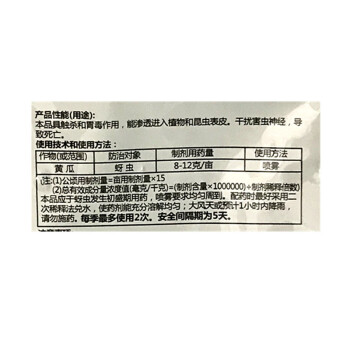 产品性能(用途):
本品具触杀和胃毒作用，能渗透进入植物和昆虫表皮。干扰害虫神经，导
致死亡。
使用技术和使用方法:
作物(或范围) 防治对象 制剂用药量 使用方法
黄瓜 蚜虫 8-12克/亩 喷雾
注:(1)公顷用制剂量=亩用制剂量×15
(2)总有效成分量浓度值(毫克/千克)=(制剂含量×1000000)÷制剂稀释倍数)
本品应于蚜虫发生初盛期用药，喷雾要求均匀周到。配药时最好采用二
次稀释法兑水，使药剂能充分溶解均匀；大风天或预计1小时内降雨，
请勿施药。每季最多使用2次。安全间隔期为5天。
注意事项: